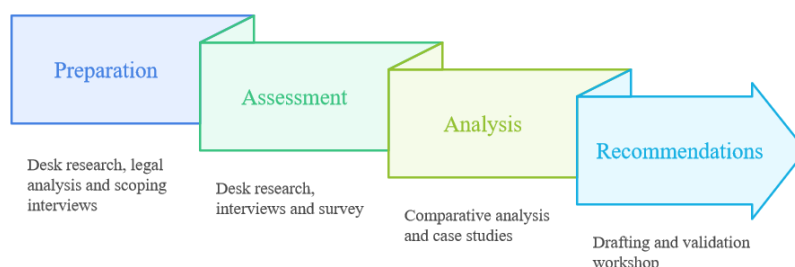 Preparation
Desk research, legal
analysis and scoping
interviews
Assessment
Desk research,
interviews and survey
Analysis
Comparative analysis
and case studies
Recommendations
Drafting and validation
workshop